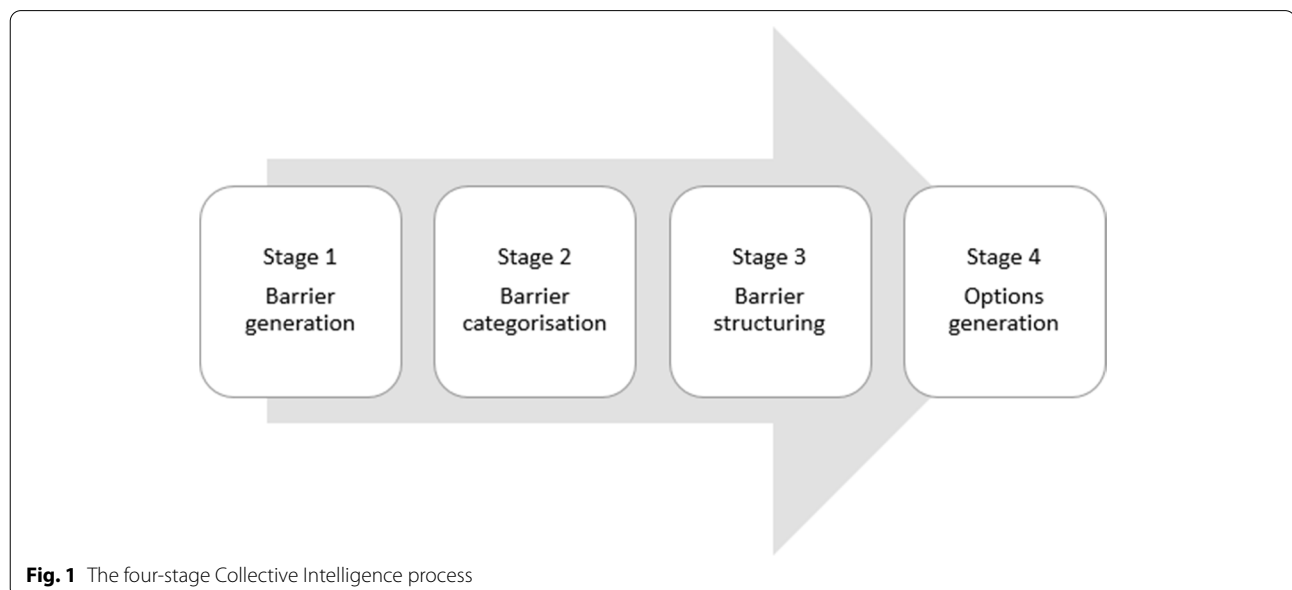 Stage 1
Barrier
generation
Stage 2
Barrier
categorisation
Stage 3
Barrier
structuring
Stage 4
Options
generation
Fig. 1 The four-stage Collective Intelligence process